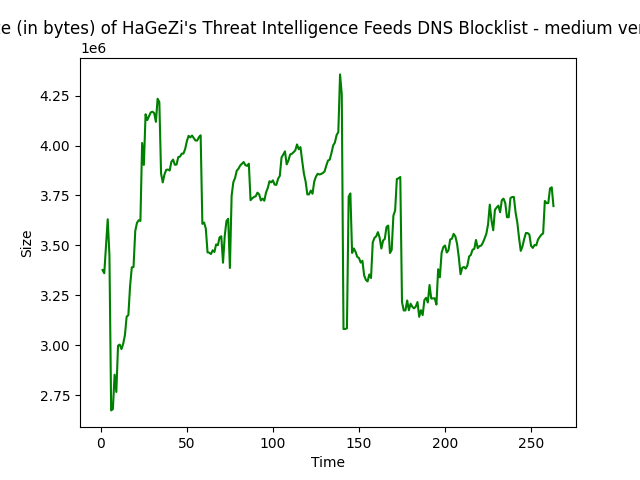 (in bytes) of HaGeZi's Threat Intelligence Feeds DNS Blocklist - medium
1e6
4.25
4.00
3.75
3.50
3.25
3.00
2.75
Size
0 50 100 150 200 250
Time